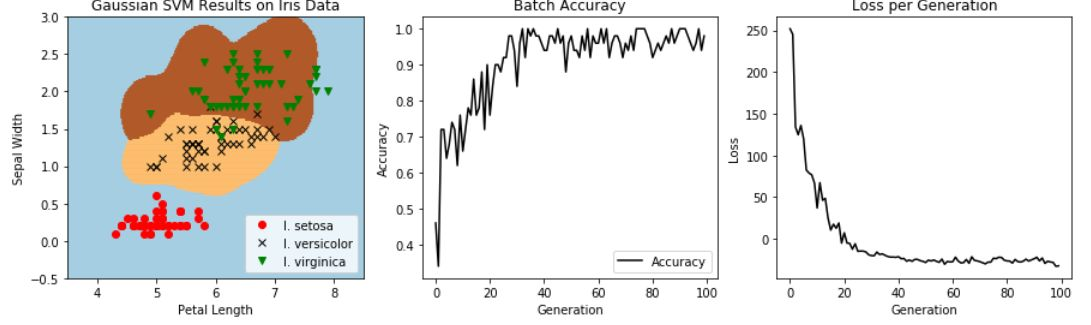 Gaussian SVM Results on Iris Data
3.0
2.5
2.0
1.5
1.0
0.5
0.0
−0.5
Sepal Width
4 5 6 7 8
Petal Length
I. setosa
I. versicolor
I. virginica
Batch Accuracy
1.0
0.9
0.8
0.7
0.6
0.5
0.4
Accuracy
0 20 40 60 80 100
Generation
Accuracy
Loss per Generation
250
200
150
100
50
0
Loss
0 20 40 60 80 100
Generation